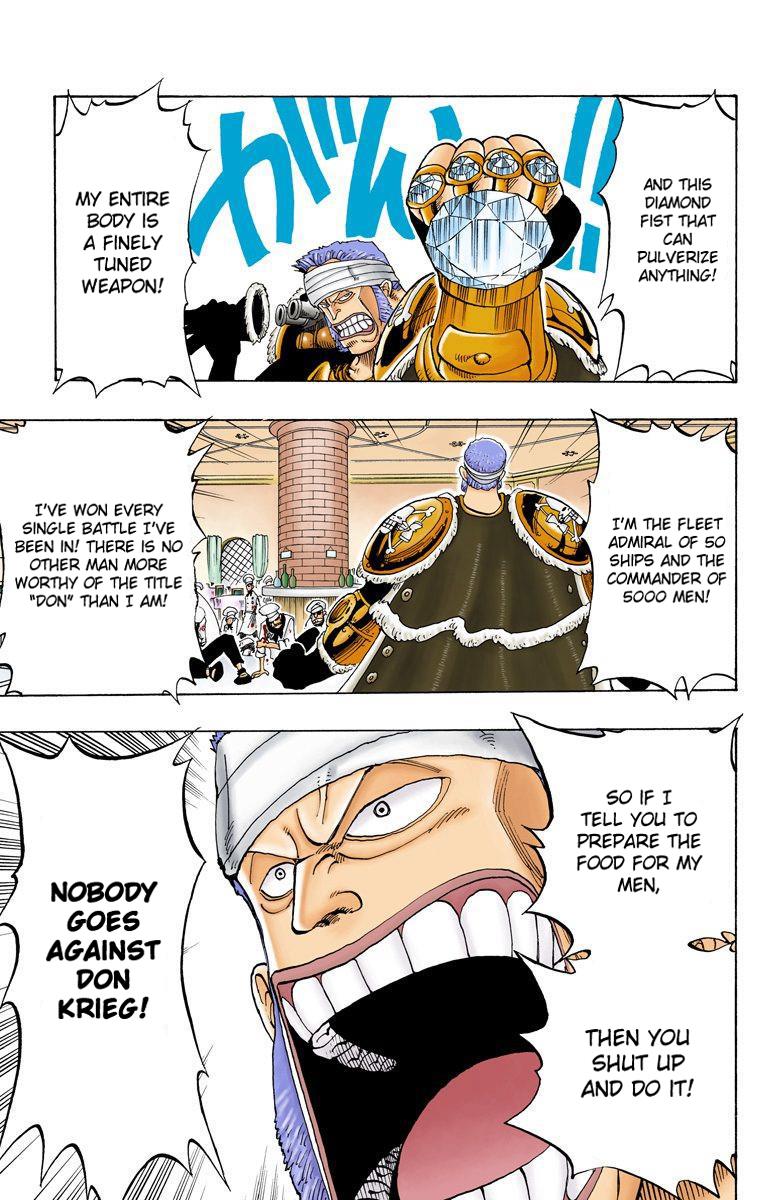 AND THIS
DIAMOND
FIST THAT
CAN
PULVERIZE
ANYTHING!
がん!!
MY ENTIRE
BODY IS
A FINELY
TUNED
WEAPON!
I'M THE FLEET
ADMIRAL OF 50
SHIPS AND THE
COMMANDER OF
5000 MEN!
I'VE WON EVERY
SINGLE BATTLE I'VE
BEEN IN! THERE IS NO
OTHER MAN MORE
WORTHY OF THE TITLE
"DON" THAN I AM!
SO IF I
TELL YOU TO
PREPARE THE
FOOD FOR MY
MEN,
THEN YOU
SHUT UP
AND DO IT!
NOBODY
GOES
AGAINST
DON
KRIEG!